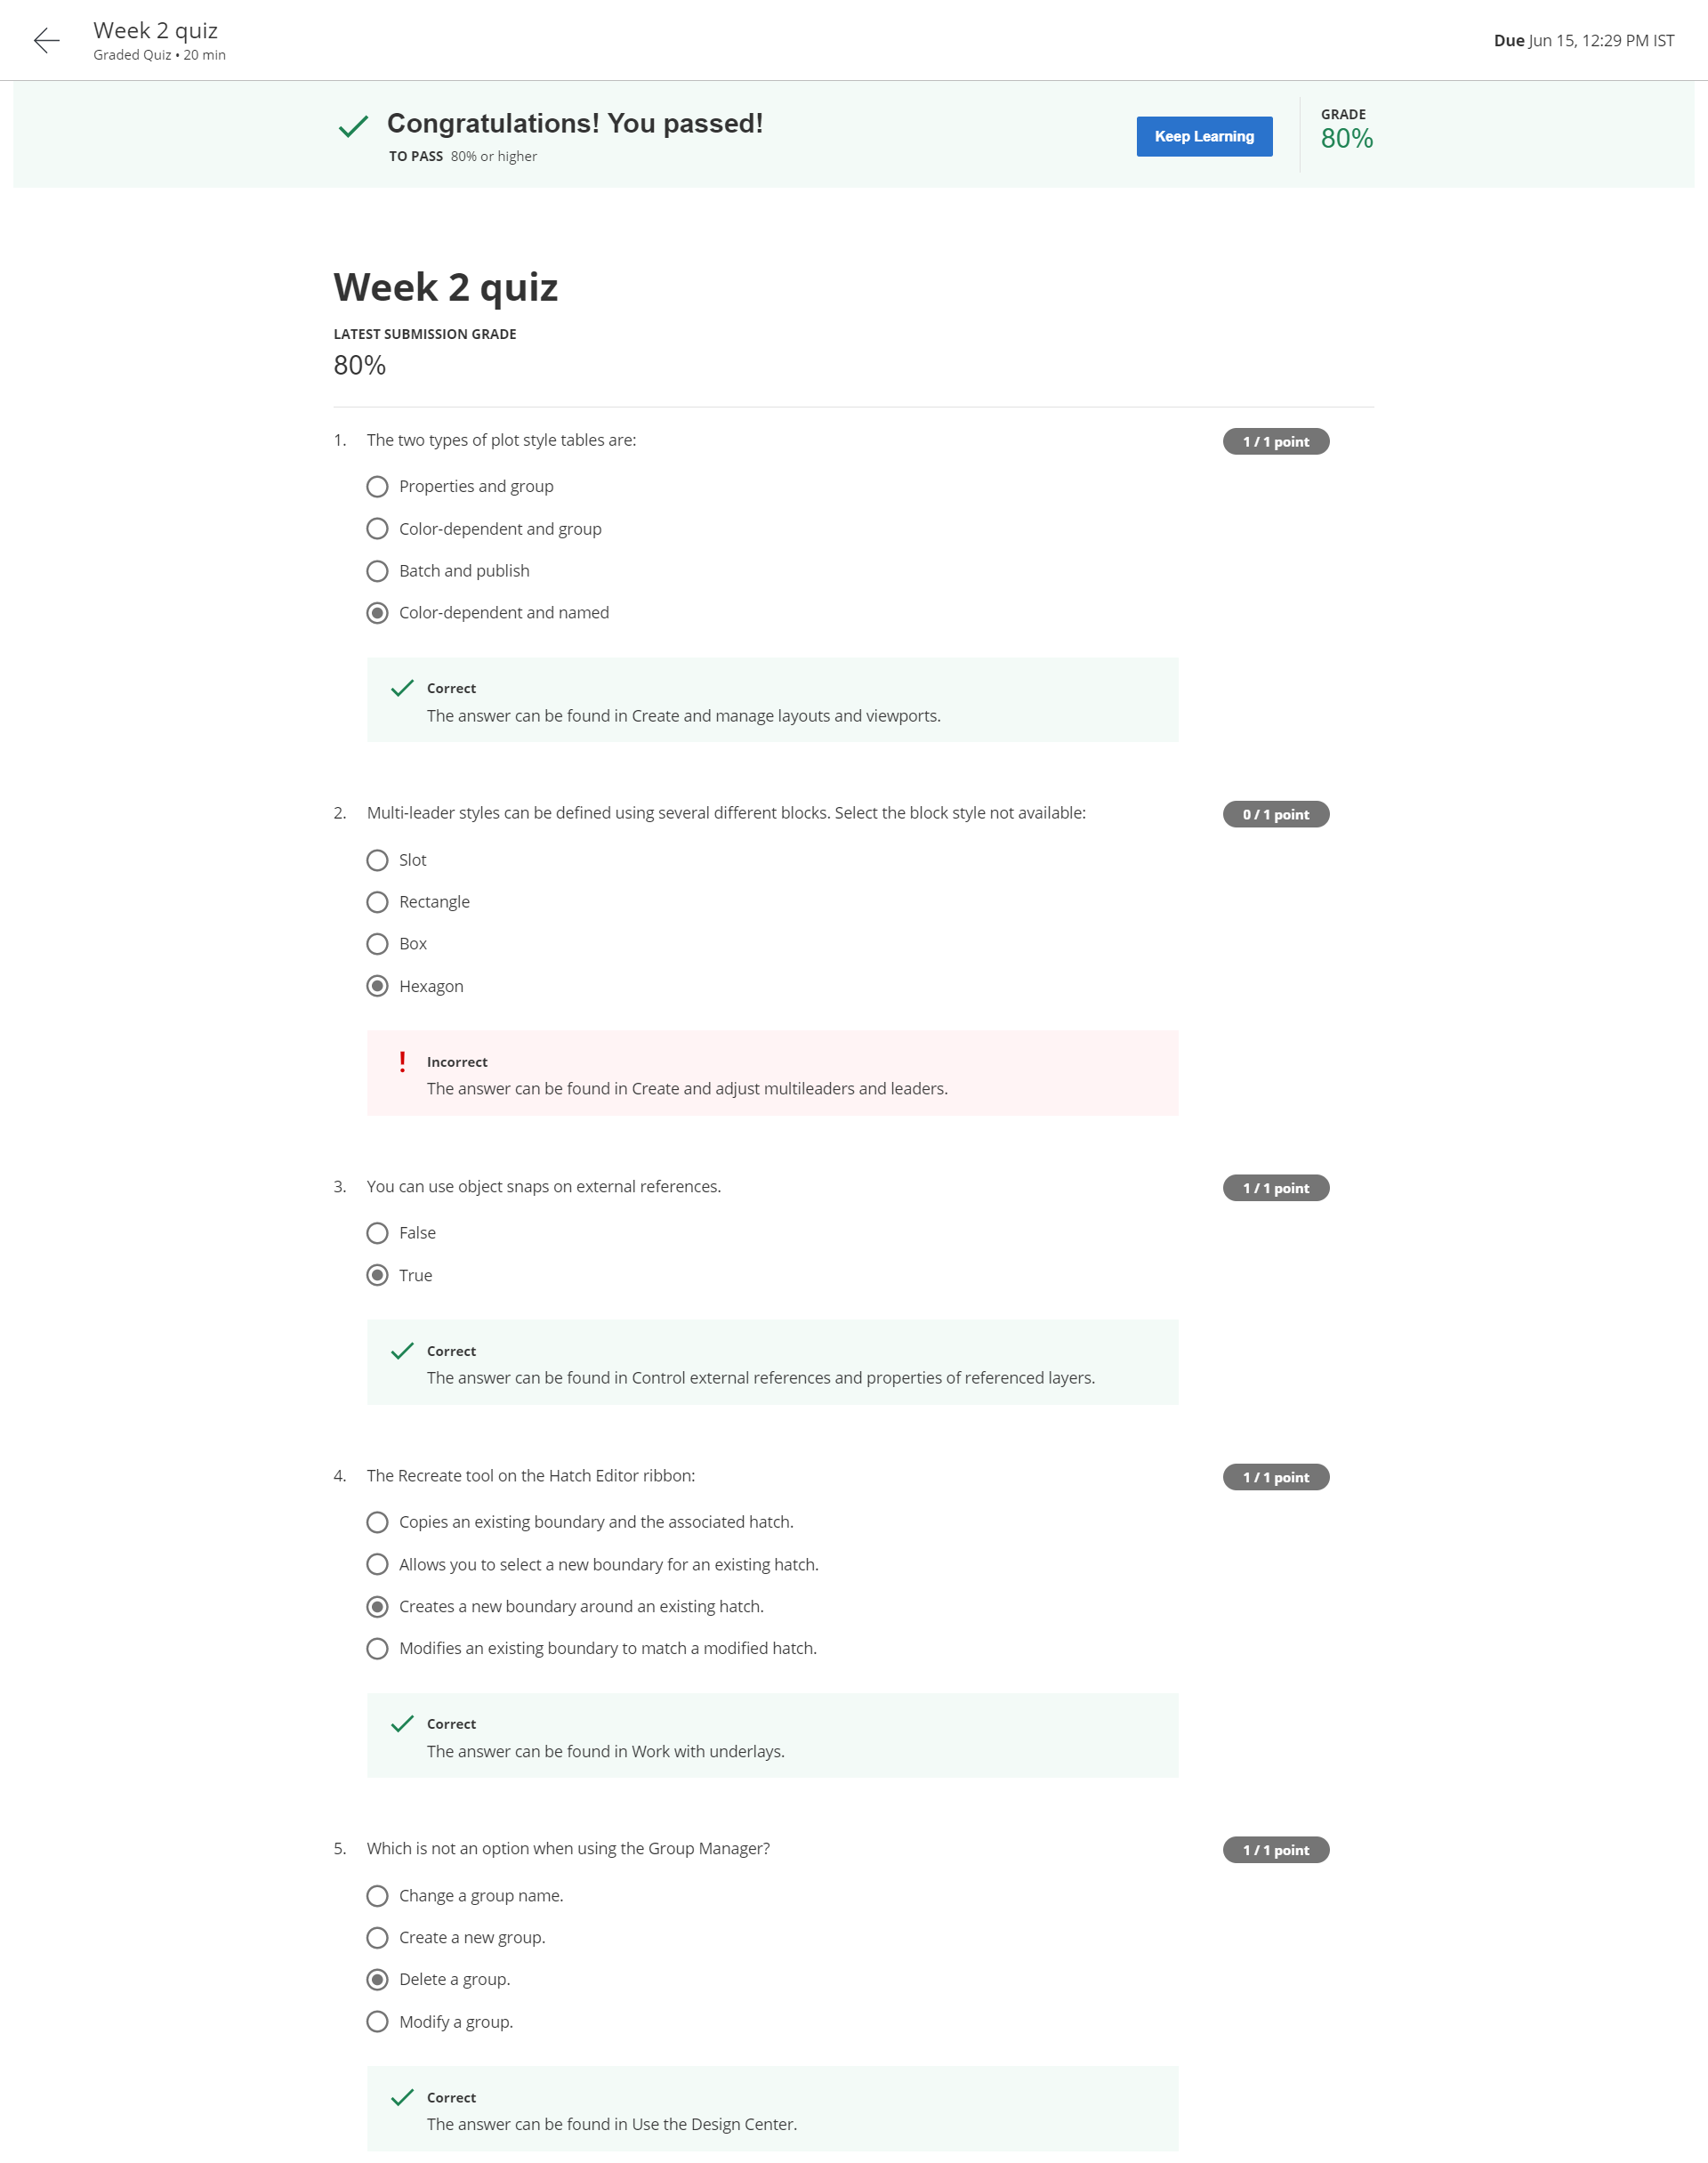 Week 2 quiz
Graded Quiz • 20 min
Due Jun 15, 12:29 PM IST
Congratulations! You passed!
TO PASS 80% or higher
Keep Learning
GRADE
80%
Week 2 quiz
LATEST SUBMISSION GRADE
80%
1. The two types of plot style tables are:
1 / 1 point
Properties and group
Color-dependent and group
Batch and publish
Color-dependent and named
Correct
The answer can be found in Create and manage layouts and viewports.
2. Multi-leader styles can be defined using several different blocks. Select the block style not available:
0 / 1 point
Slot
Rectangle
Box
Hexagon
Incorrect
The answer can be found in Create and adjust multileaders and leaders.
3. You can use object snaps on external references.
1 / 1 point
False
True
Correct
The answer can be found in Control external references and properties of referenced layers.
4. The Recreate tool on the Hatch Editor ribbon:
1 / 1 point
Copies an existing boundary and the associated hatch.
Allows you to select a new boundary for an existing hatch.
Creates a new boundary around an existing hatch.
Modifies an existing boundary to match a modified hatch.
Correct
The answer can be found in Work with underlays.
5. Which is not an option when using the Group Manager?
1 / 1 point
Change a group name.
Create a new group.
Delete a group.
Modify a group.
Correct
The answer can be found in Use the Design Center.